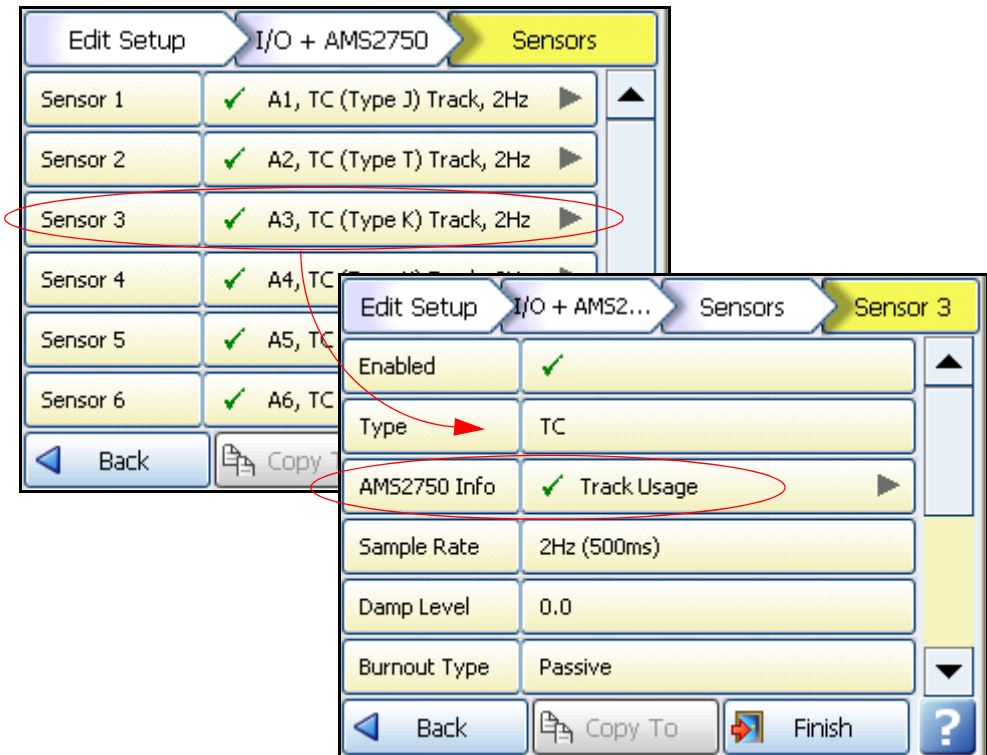 Edit Setup I/O + AMS2750 Sensors
Sensor 1 A1, TC (Type J) Track, 2Hz
Sensor 2 A2, TC (Type T) Track, 2Hz
Sensor 3 A3, TC (Type K) Track, 2Hz
Sensor 4 A4, TC
Sensor 5 A5, TC
Sensor 6 A6, TC
Back Copy
Edit Setup I/O + AMS2... Sensors Sensor 3
Enabled
Type TC
AMS2750 Info Track Usage
Sample Rate 2Hz (500ms)
Damp Level 0.0
Burnout Type Passive
Back Copy To Finish ?